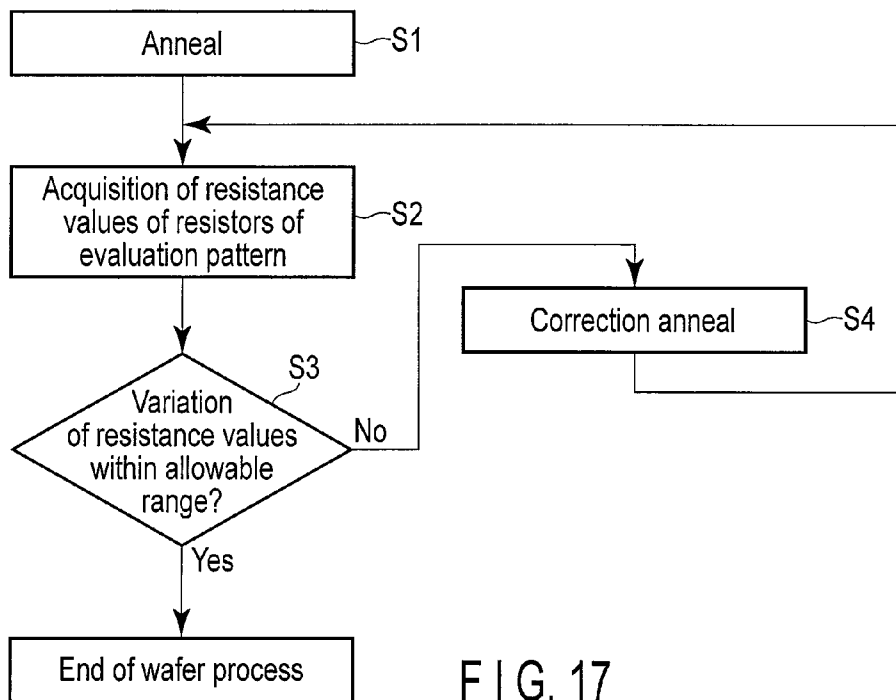 Anneal
S1
Acquisition of resistance
values of resistors of
evaluation pattern
S2
Correction anneal
S4
S3
Variation
of resistance values
within allowable
range?
No
Yes
End of wafer process
FIG. 17